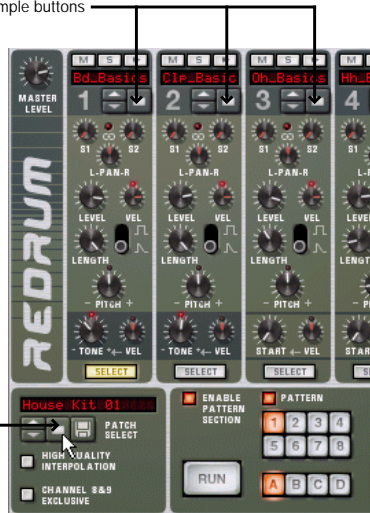 mple buttons
M S
M S
M S
M
Bd_Basics
Clp_Basic
Oh_Basics
Hh_B
MASTER
LEVEL
1
2
3
4
S1 S2
S1 S2
S1 S2
S1
L-PAN-R
L-PAN-R
L-PAN-R
L-P
REDRUM
LEVEL VEL
LEVEL VEL
LEVEL VEL
LEVE
LENGTH
LENGTH
LENGTH
LENGT
- PITCH +
- PITCH +
- PITCH +
- P
- TONE + VEL
- TONE + VEL
START VEL
STAR
SELECT
SELECT
SELECT
S
House Kit 01
PATCH
SELECT
HIGH QUALITY
INTERPOLATION
CHANNEL 8&9
EXCLUSIVE
ENABLE
PATTERN
SECTION
PATTERN
1 2 3 4
5 6 7 8
RUN
A B C D